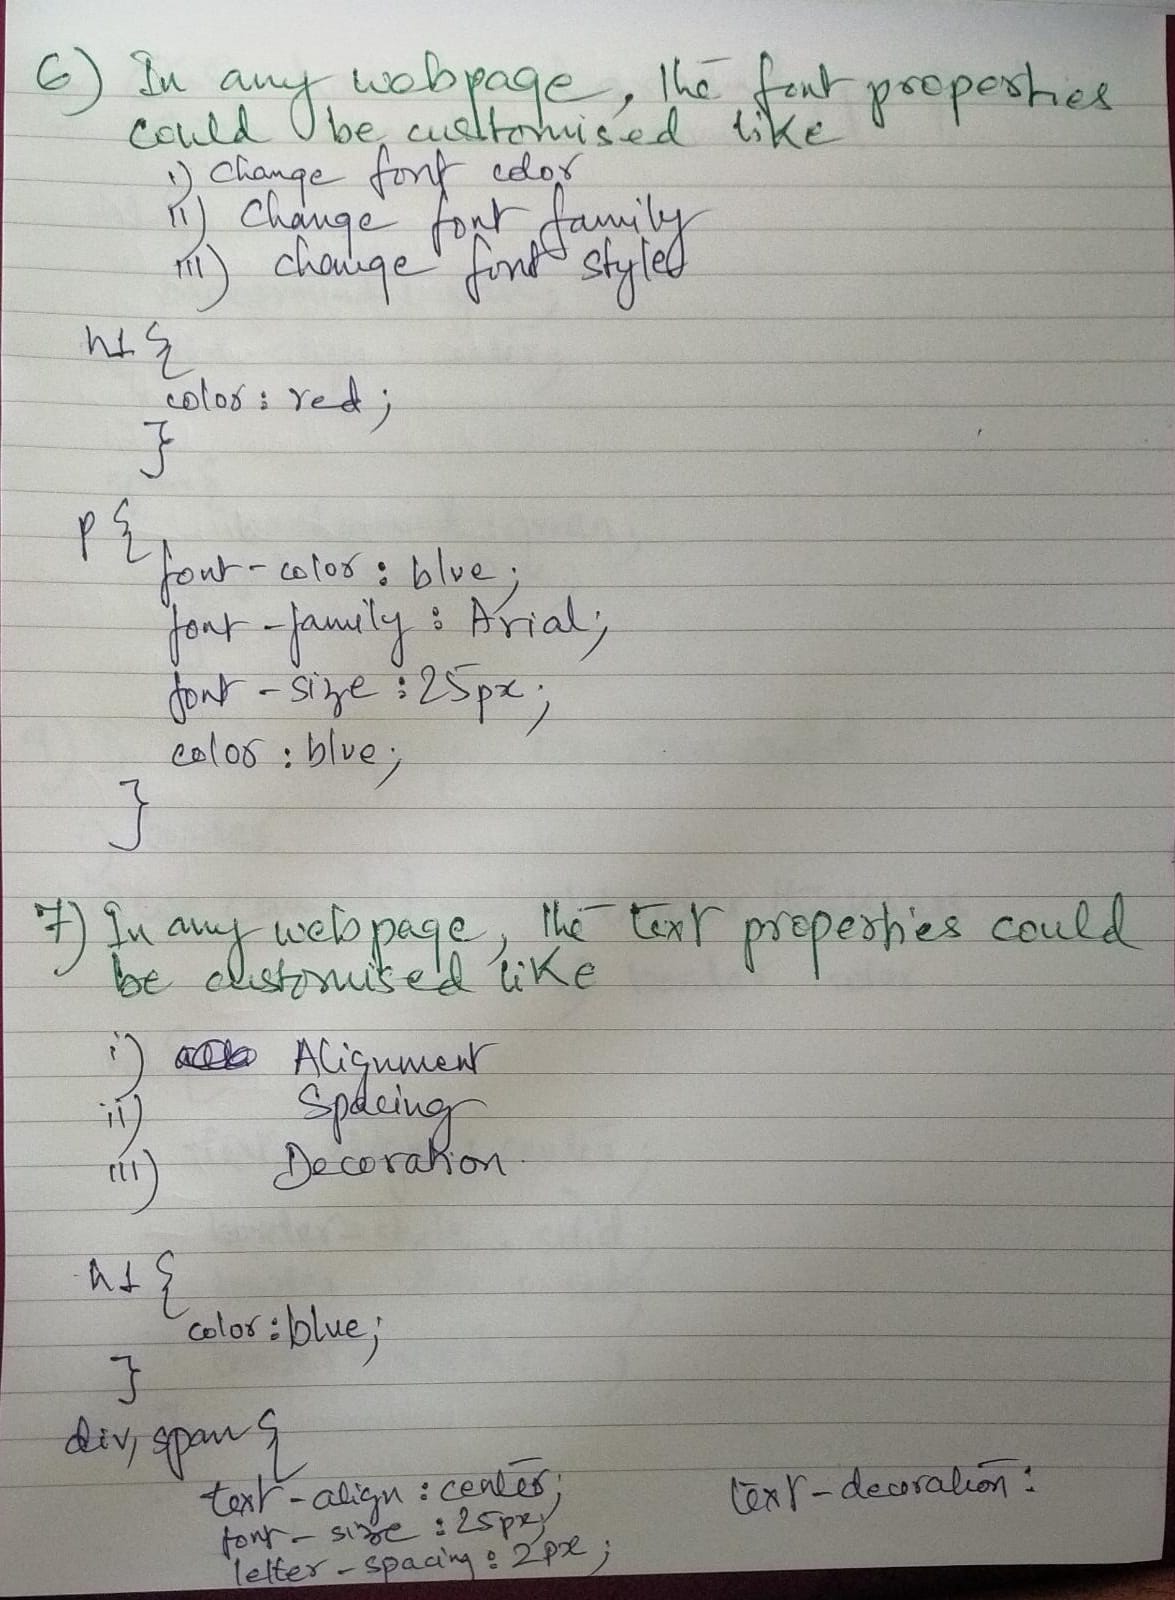 6) In any webpage, the font properties
could be customised like
i) Change font color
ii) Change font family
iii) change font styled
h1 {
color: red;
}
p {
font-color: blue;
font-family: Arial;
font-size: 25px;
color: blue;
}
7) In any webpage, the text properties could
be customised like
i) Alignment
ii) Spacing
iii) Decoration.
h1 {
color: blue;
}
div, span {
text-align: center; text-decoration:
font-size: 25px;
letter-spacing: 2px;